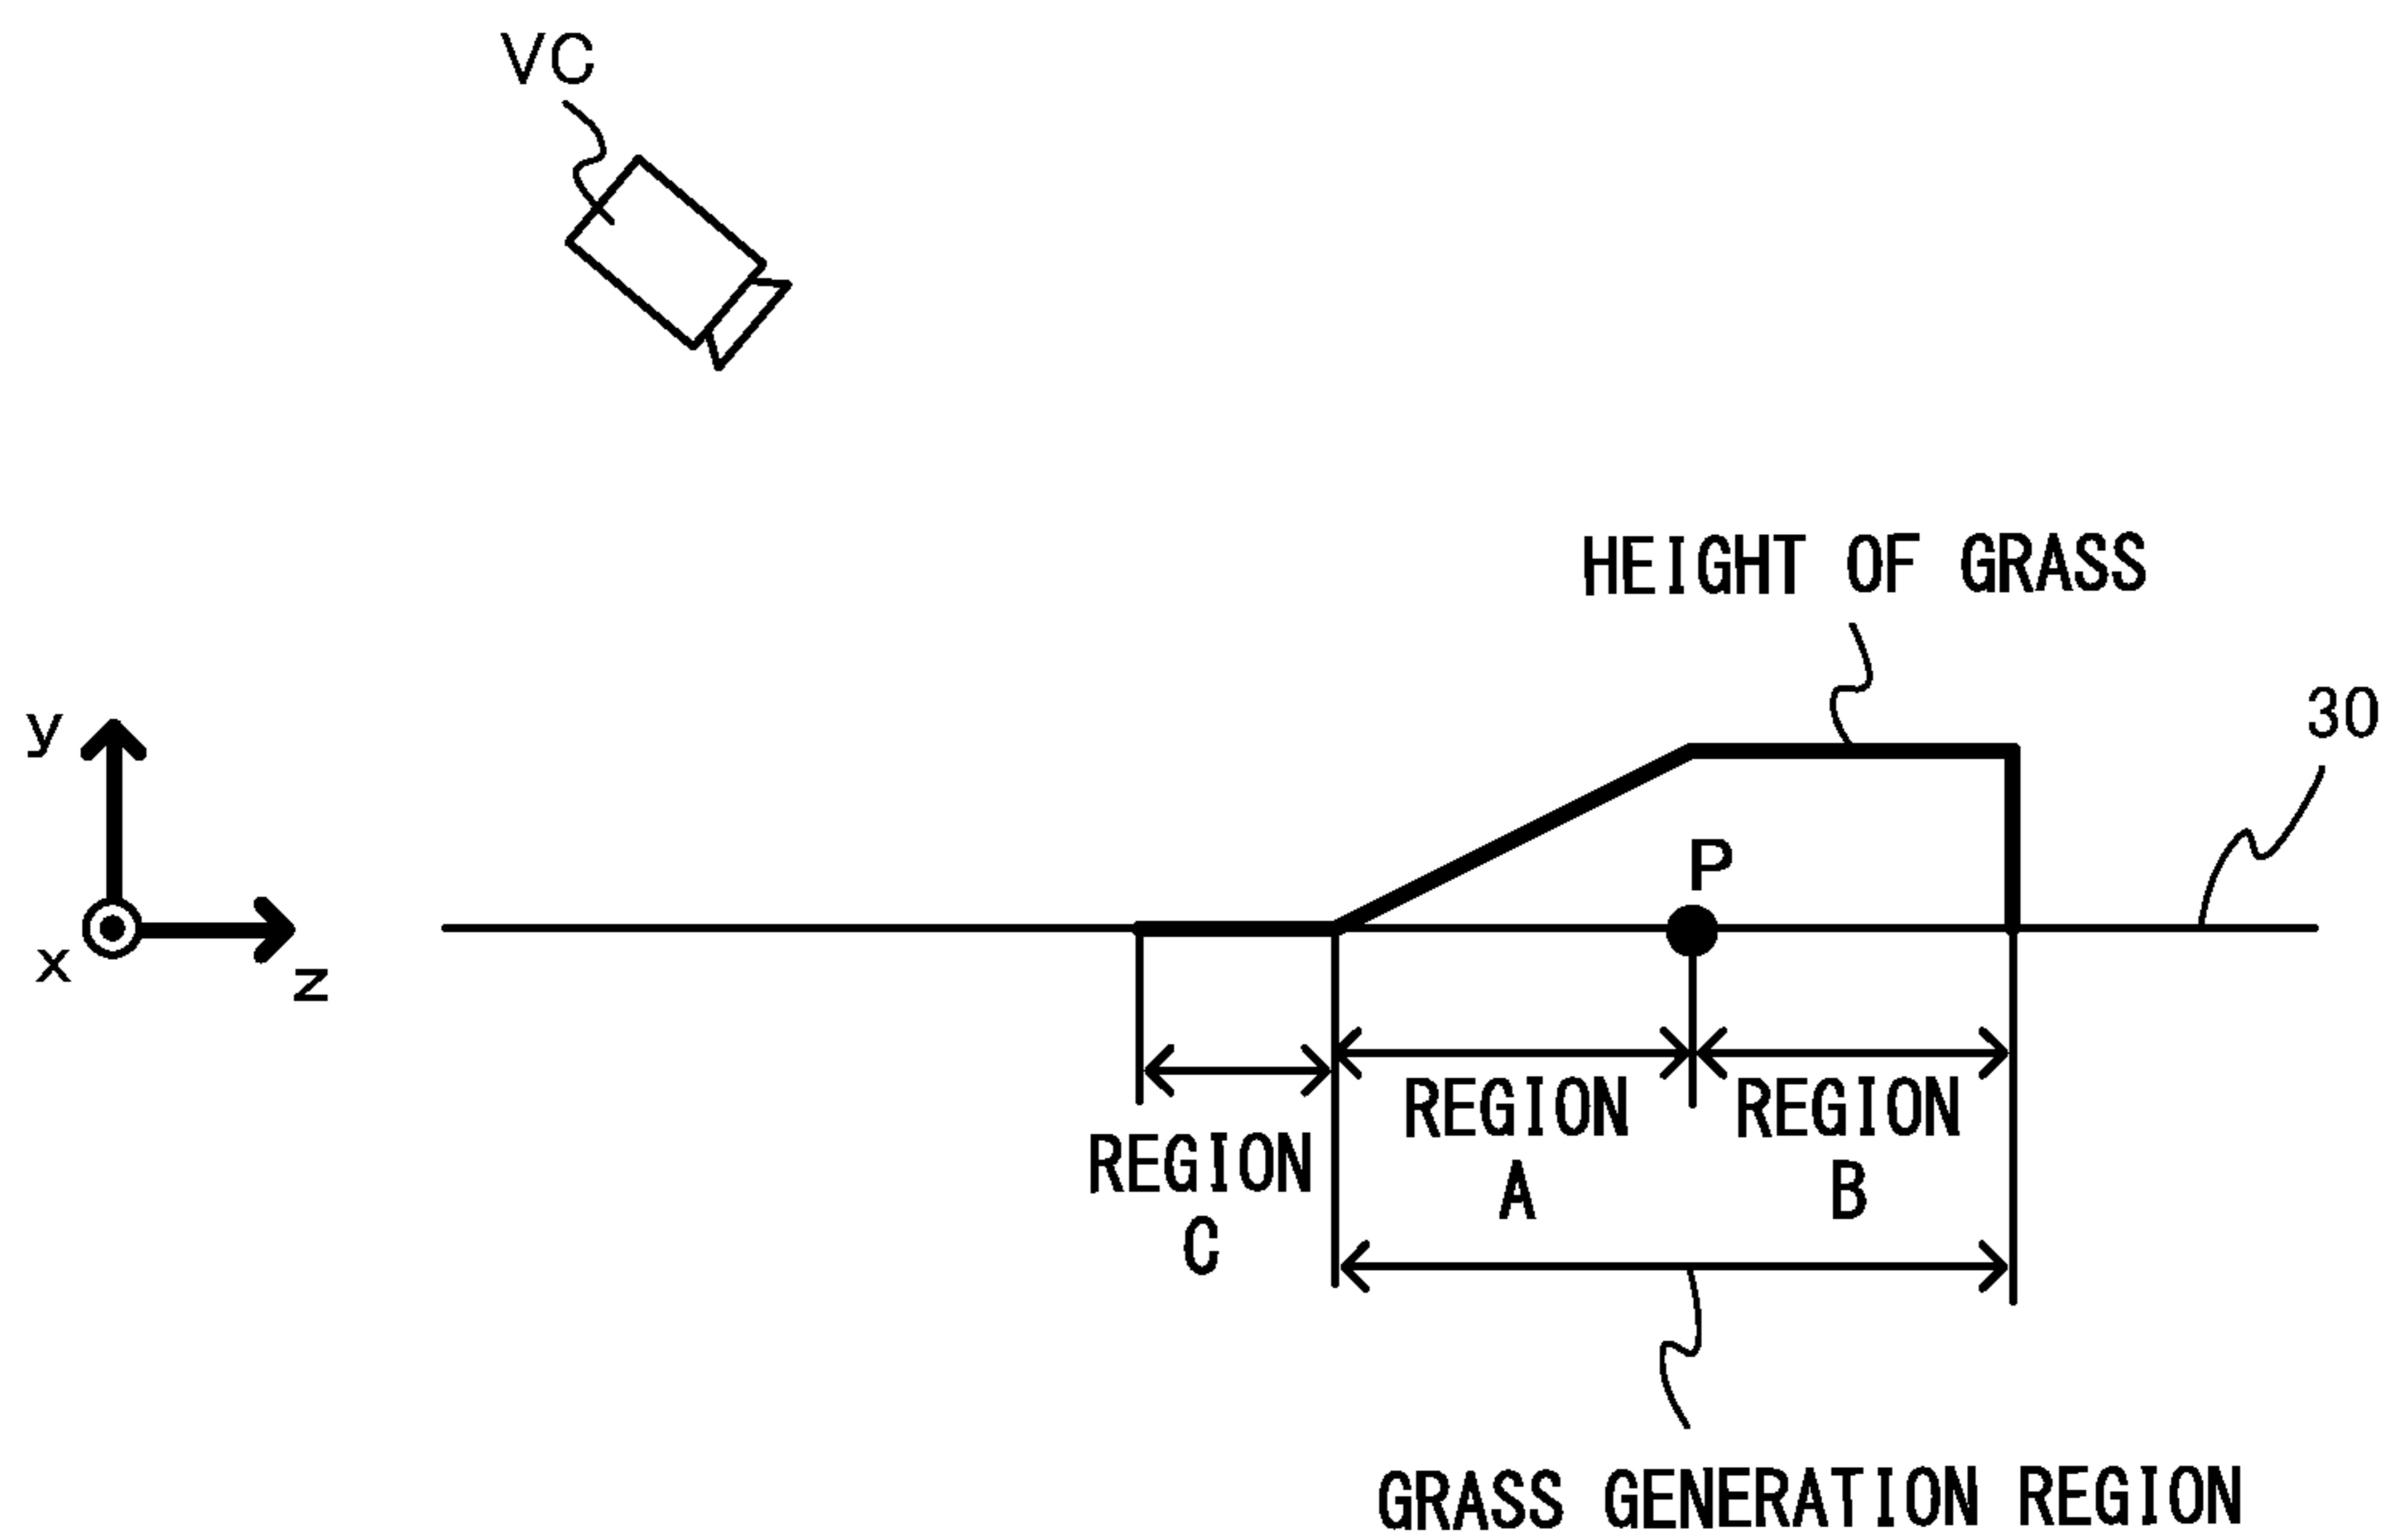 VC
HEIGHT OF GRASS
30
y
P
x
z
REGION
A
REGION
B
REGION
C
GRASS GENERATION REGION